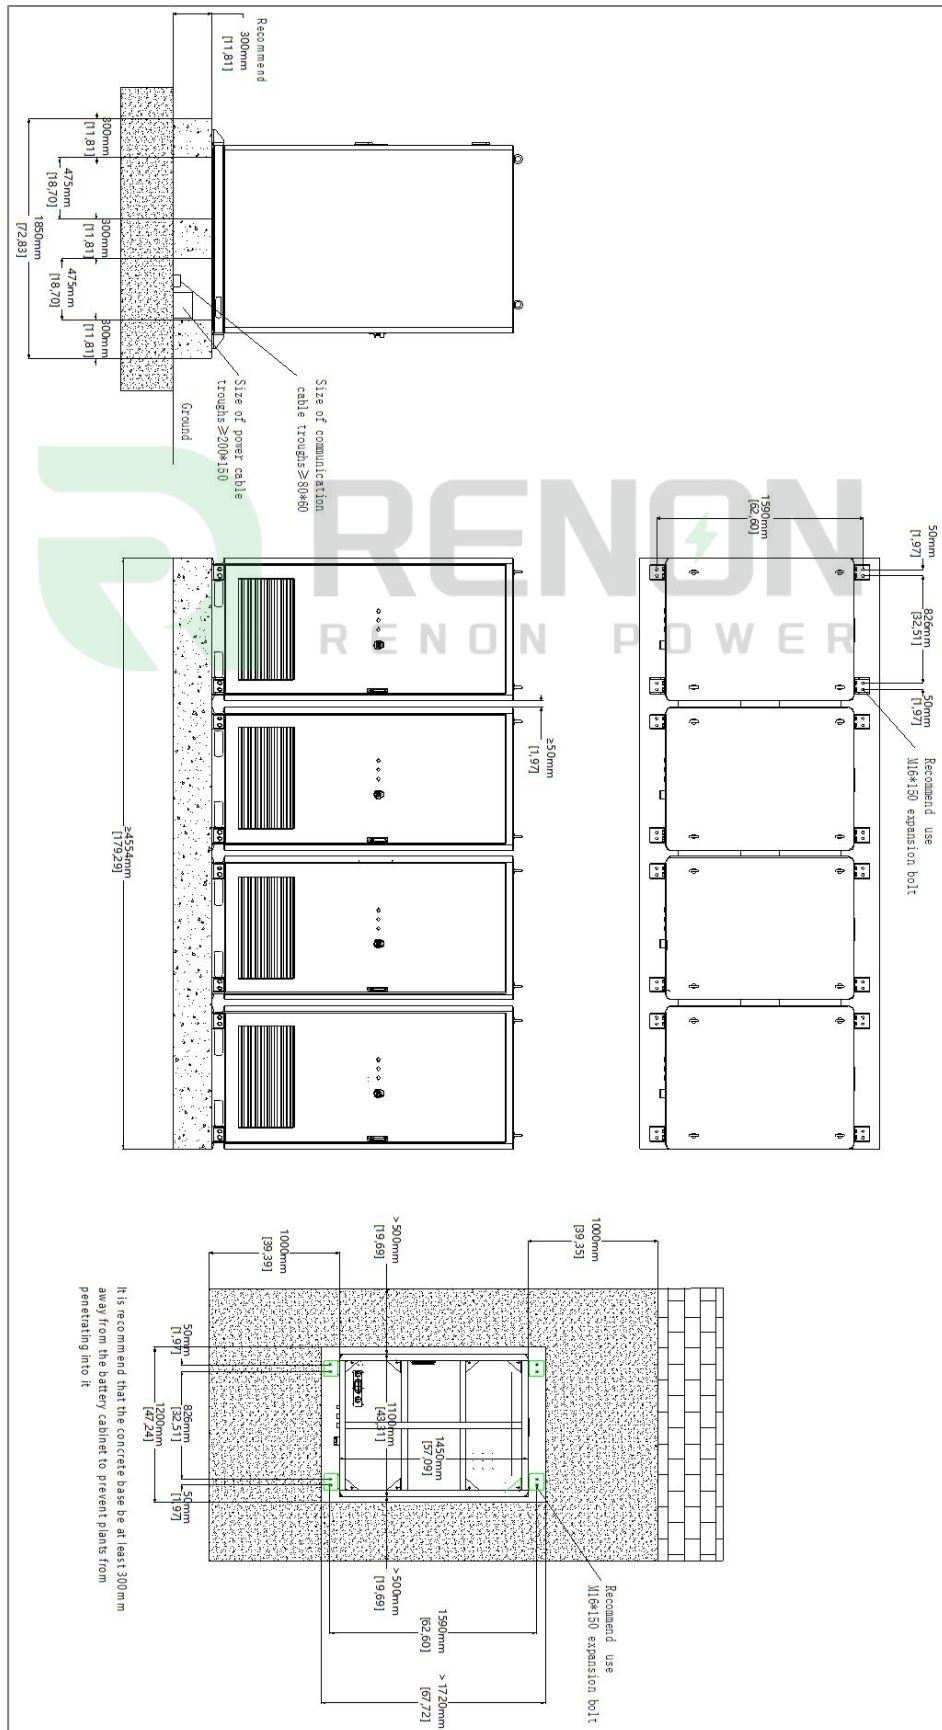 Recommend
300mm
[11,81]
300mm
[11,81]
475mm
[18,70]
300mm
[11,81]
475mm
[18,70]
300mm
[11,81]
1850mm
[72,83]
Size of communication
cable troughs≥80*60
Size of power cable
troughs≥200*150
Ground
RENON
RENON POWER
1590mm
[62,60]
50mm
[1,97]
826mm
[32,51]
50mm
[1,97]
Recommend use
M16*150 expansion bolt
≥50mm
[1,97]
≥4554mm
[179,29]
1000mm
[39,35]
>500mm
[19,69]
1000mm
[39,39]
1100mm
[43,31]
1450mm
[57,09]
50mm
[1,97]
826mm
[32,51]
50mm
[1,97]
1200mm
[47,24]
>500mm
[19,69]
1590mm
[62,60]
>1720mm
[67,72]
Recommend use
M16*150 expansion bolt
It is recommend that the concrete base be at least 300mm
away from the battery cabinet to prevent plants from
penetrating into it